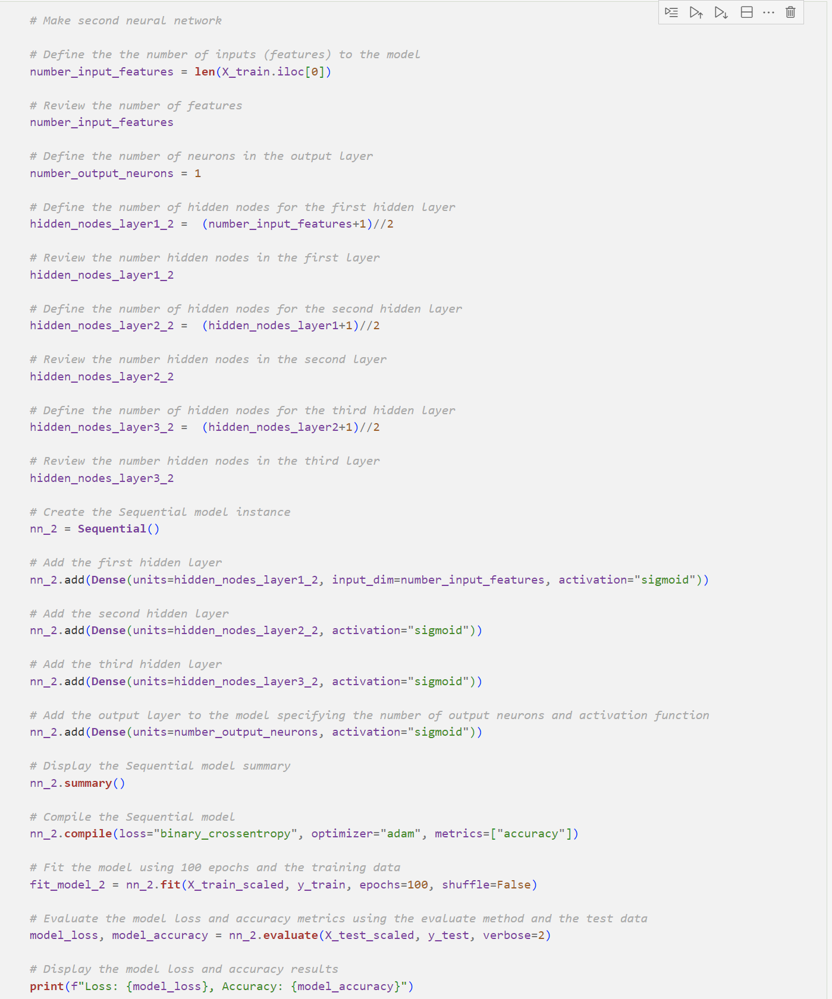 # Make second neural network
# Define the the number of inputs (features) to the model
number_input_features = len(X_train.iloc[0])
# Review the number of features
number_input_features
# Define the number of neurons in the output layer
number_output_neurons = 1
# Define the number of hidden nodes for the first hidden layer
hidden_nodes_layer1_2 =  (number_input_features+1)//2
# Review the number hidden nodes in the first layer
hidden_nodes_layer1_2
# Define the number of hidden nodes for the second hidden layer
hidden_nodes_layer2_2 =  (hidden_nodes_layer1+1)//2
# Review the number hidden nodes in the second layer
hidden_nodes_layer2_2
# Define the number of hidden nodes for the third hidden layer
hidden_nodes_layer3_2 =  (hidden_nodes_layer2+1)//2
# Review the number hidden nodes in the third layer
hidden_nodes_layer3_2
# Create the Sequential model instance
nn_2 = Sequential()
# Add the first hidden layer
nn_2.add(Dense(units=hidden_nodes_layer1_2, input_dim=number_input_features, activation="sigmoid"))
# Add the second hidden layer
nn_2.add(Dense(units=hidden_nodes_layer2_2, activation="sigmoid"))
# Add the third hidden layer
nn_2.add(Dense(units=hidden_nodes_layer3_2, activation="sigmoid"))
# Add the output layer to the model specifying the number of output neurons and activation function
nn_2.add(Dense(units=number_output_neurons, activation="sigmoid"))
# Display the Sequential model summary
nn_2.summary()
# Compile the Sequential model
nn_2.compile(loss="binary_crossentropy", optimizer="adam", metrics=["accuracy"])
# Fit the model using 100 epochs and the training data
fit_model_2 = nn_2.fit(X_train_scaled, y_train, epochs=100, shuffle=False)
# Evaluate the model loss and accuracy metrics using the evaluate method and the test data
model_loss, model_accuracy = nn_2.evaluate(X_test_scaled, y_test, verbose=2)
# Display the model loss and accuracy results
print(f"Loss: {model_loss}, Accuracy: {model_accuracy}")